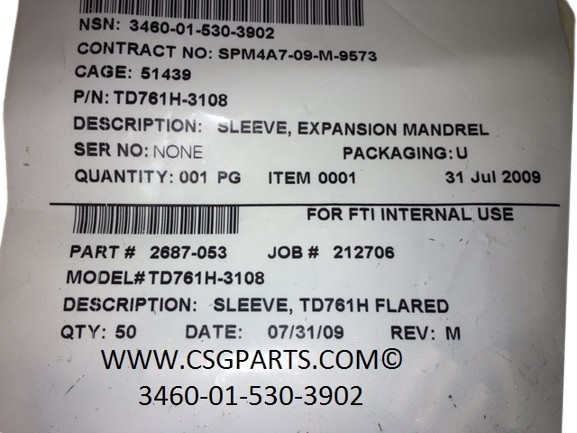 NSN: 3460-01-530-3902
CONTRACT NO: SPM4A7-09-M-9573
CAGE: 51439
P/N: TD761H-3108
DESCRIPTION: SLEEVE, EXPANSION MANDREL
SER NO: NONE PACKAGING: U
QUANTITY: 001 PG ITEM 0001 31 Jul 2009
FOR FTI INTERNAL USE
PART # 2687-053 JOB # 212706
MODEL# TD761H-3108
DESCRIPTION: SLEEVE, TD761H FLARED
QTY: 50 DATE: 07/31/09 REV: M
WWW.CSGPARTS.COM©
3460-01-530-3902